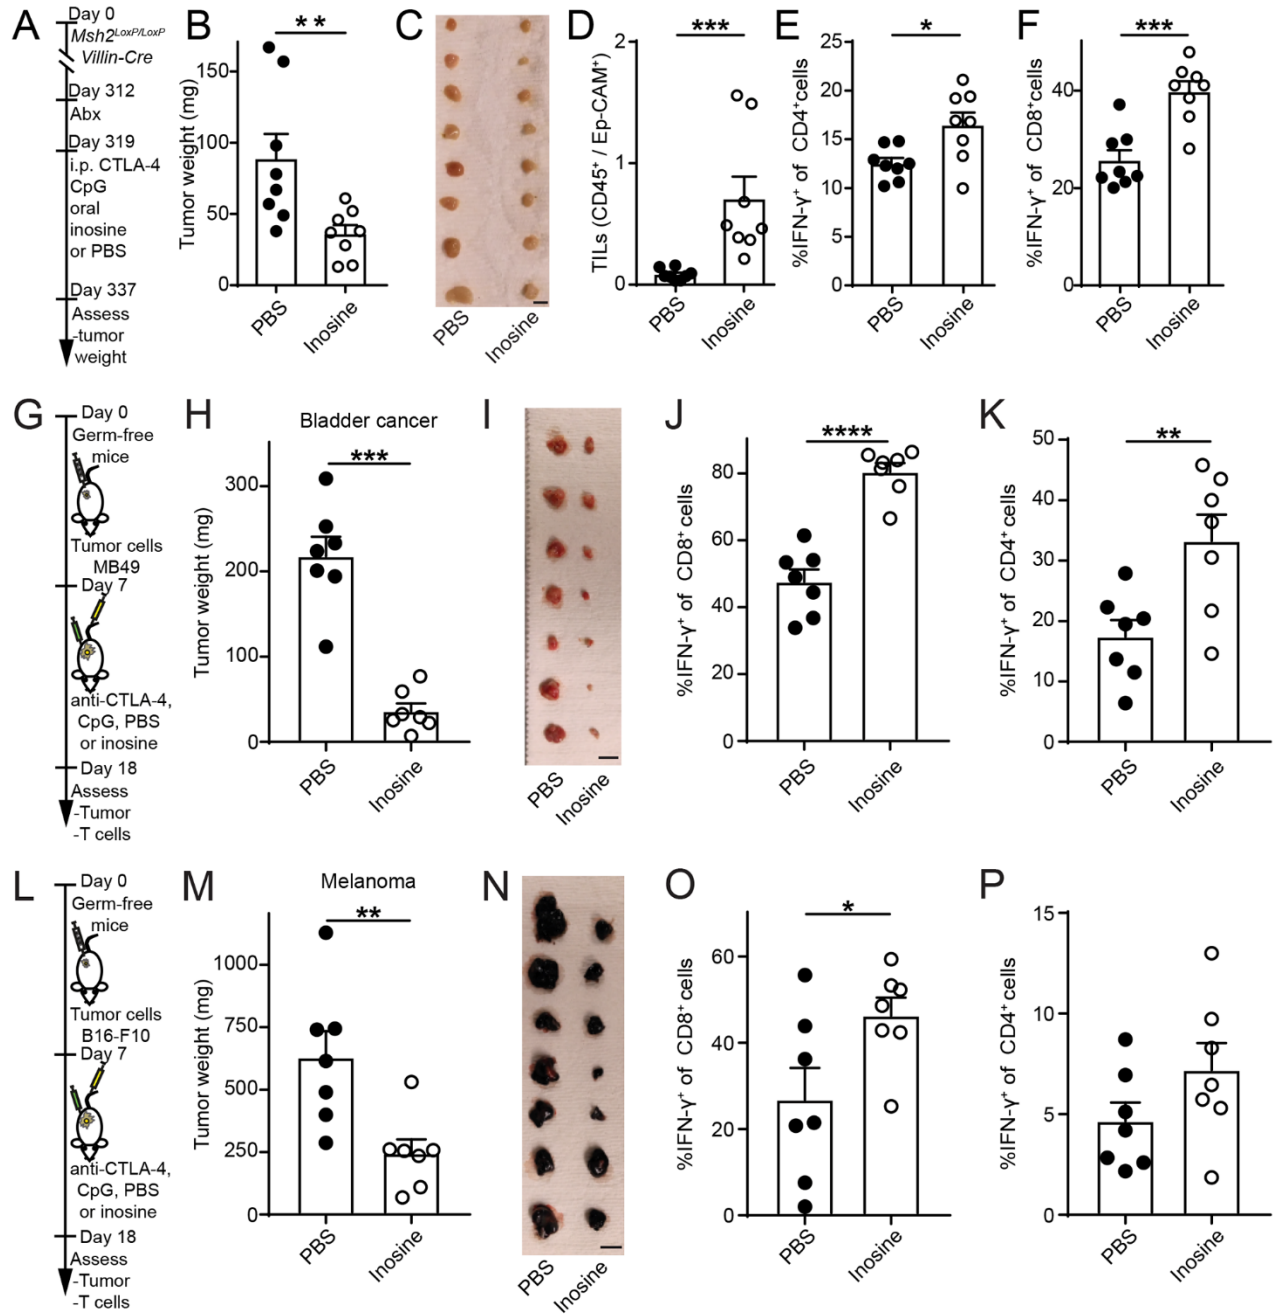 A
Day 0
Msh2LoxP/LoxP
Villin-Cre
Day 312
Abx
Day 319
i.p. CTLA-4
CpG
oral
inosine
or PBS
Day 337
Assess
-tumor
weight
B
**
Tumor weight (mg)
150
100
50
0
PBS
Inosine
C
PBS
Inosine
D
***
TILs (CD45+ / Ep-CAM+)
2
1
0
PBS
Inosine
E
*
%IFN-γ+ of CD4+cells
25
20
15
10
5
0
PBS
Inosine
F
***
%IFN-γ+ of CD8+cells
40
20
0
PBS
Inosine
G
Day 0
Germ-free
mice
Tumor cells
MB49
Day 7
anti-CTLA-4,
CpG, PBS
or inosine
Day 18
Assess
-Tumor
-T cells
H
Bladder cancer
***
Tumor weight (mg)
300
200
100
0
PBS
Inosine
I
PBS
Inosine
J
****
%IFN-γ+ of CD8+ cells
80
60
40
20
0
PBS
Inosine
K
**
%IFN-γ+ of CD4+ cells
50
40
30
20
10
0
PBS
Inosine
L
Day 0
Germ-free
mice
Tumor cells
B16-F10
Day 7
anti-CTLA-4,
CpG, PBS
or inosine
Day 18
Assess
-Tumor
-T cells
M
Melanoma
**
Tumor weight (mg)
1000
750
500
250
0
PBS
Inosine
N
PBS
Inosine
O
*
%IFN-γ+ of CD8+ cells
60
40
20
0
PBS
Inosine
P
%IFN-γ+ of CD4+ cells
15
10
5
0
PBS
Inosine